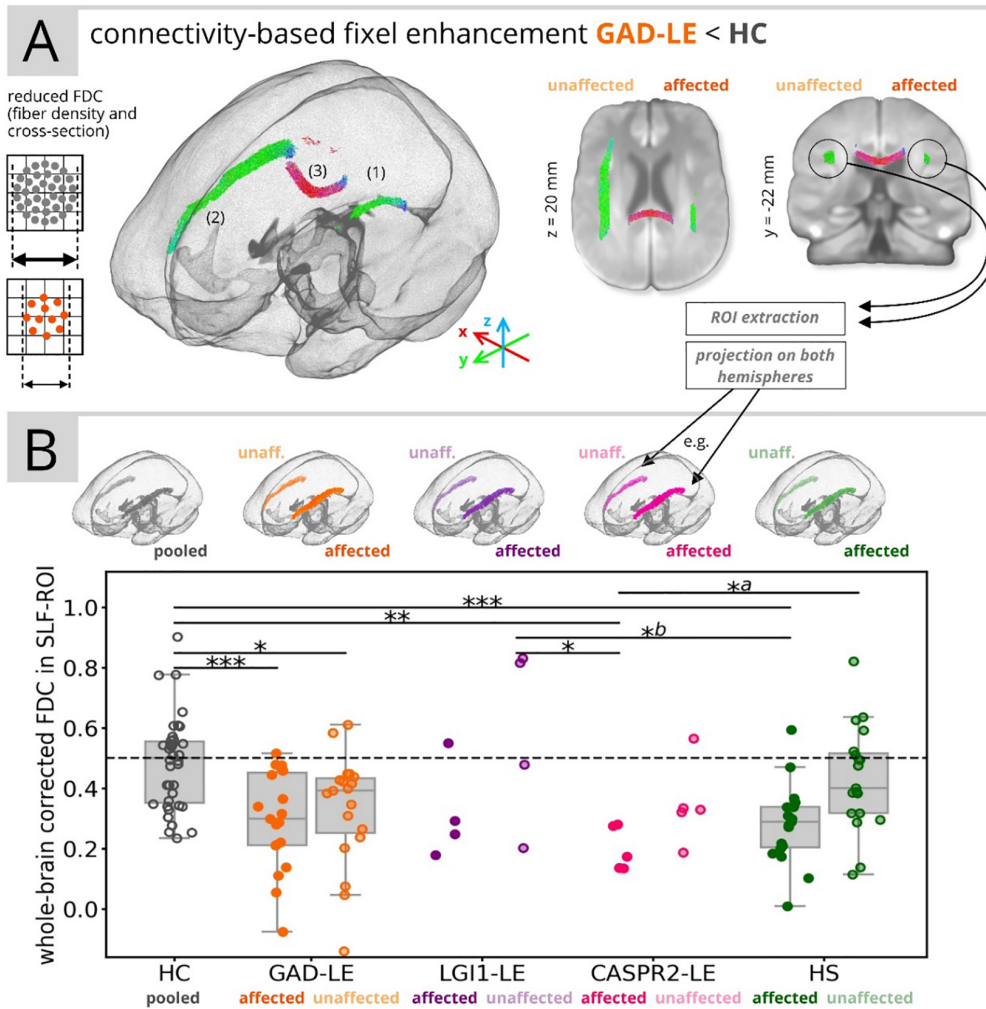 A
connectivity-based fixel enhancement GAD-LE < HC
reduced FDC
(fiber density and
cross-section)
(1)
(2)
(3)
x
y
z
unaffected affected
z = 20 mm
unaffected affected
y = -22 mm
ROI extraction
projection on both
hemispheres
e.g.
B
unaff. unaff. unaff. unaff.
pooled affected affected affected affected
whole-brain corrected FDC in SLF-ROI
1.0
0.8
0.6
0.4
0.2
0.0
*a
***
**
*b
* *
***
HC GAD-LE LGI1-LE CASPR2-LE HS
pooled affected unaffected affected unaffected affected unaffected affected unaffected